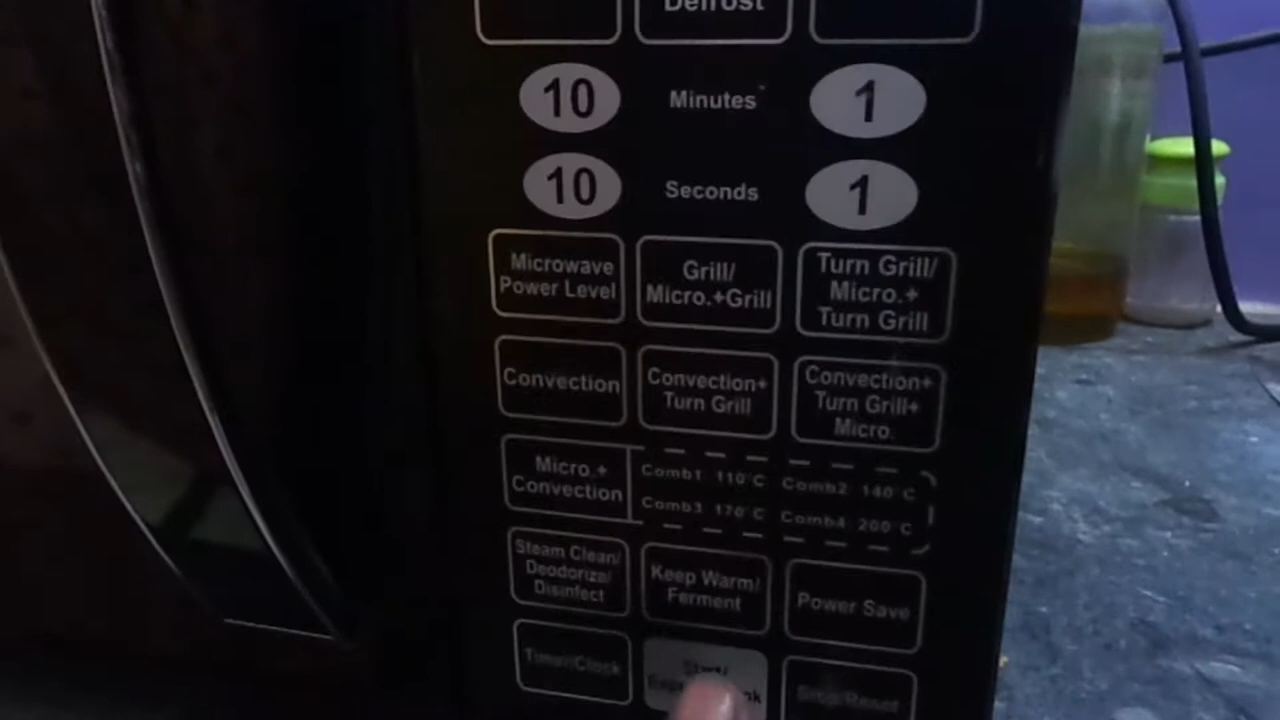 Defrost
10 Minutes 1
10 Seconds 1
Microwave
Power Level
Grill/
Micro.+Grill
Turn Grill/
Micro.+
Turn Grill
Convection
Convection+
Turn Grill
Convection+
Turn Grill+
Micro.
Micro.+
Convection
Comb1 110°C Comb2 140°C
Comb3 170°C Comb4 200°C
Steam Clean/
Deodorize/
Disinfect
Keep Warm/
Ferment
Power Save
Timer/Clock
Start/
Stop/Reset